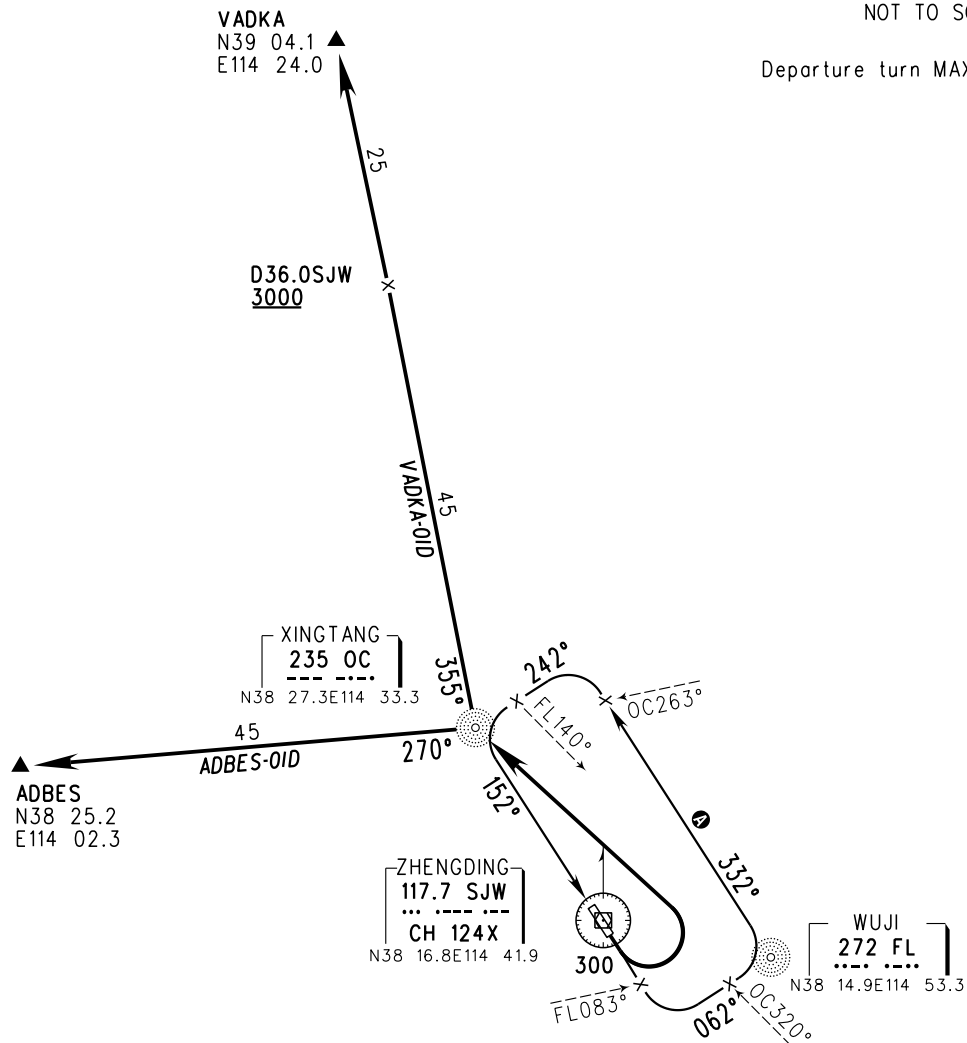 VADKA
N39 04.1
E114 24.0
NOT TO
Departure turn MAX
25
D36.0SJW
3000
45
VADKA-01D
XINGTANG
235 OC
N38 27.3E114 33.3
355°
242°
OC263°
FL140°
45
270°
ADBES-01D
ADBES
N38 25.2
E114 02.3
152°
A
332°
ZHENGDING
117.7 SJW
CH 124X
N38 16.8E114 41.9
300
WUJI
272 FL
N38 14.9E114 53.3
FL083°
062°
OC320°